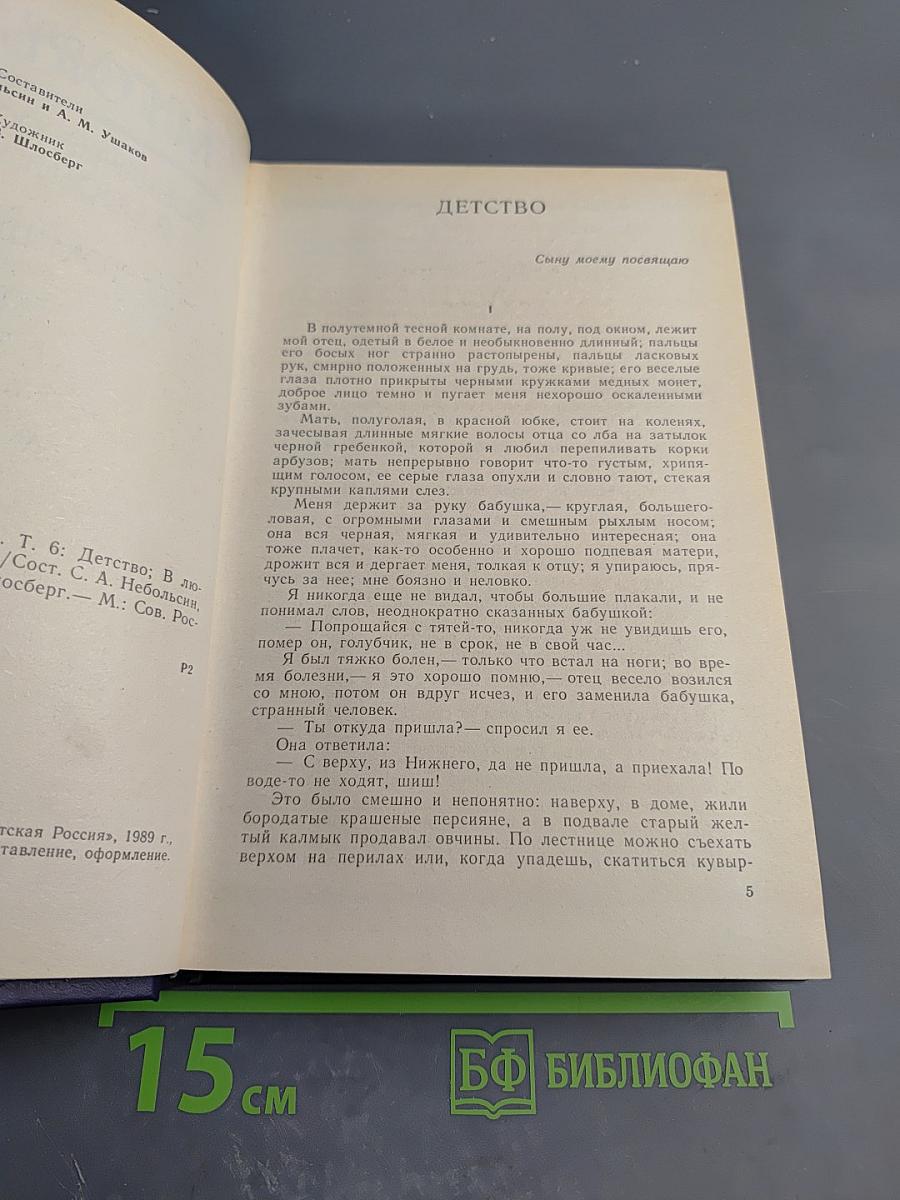 Составители
и А. М. Ушаков
Художник
Шлосберг
Т. 6: Детство; В лю-
/Сост. С. А. Небольсин,
М.: Сов. Рос-
Р2
Россия», 1989 г.,
оформление.
ДЕТСТВО
Сыну моему посвящаю
I
В полутемной тесной комнате, на полу, под окном, лежит
мой отец, одетый в белое и необыкновенно длинный; пальцы
его босых ног странно растопырены, пальцы ласковых
рук, смирно положенных на грудь, тоже кривые; его веселые
глаза плотно прикрыты черными кружками медных монет,
доброе лицо темно и пугает меня нехорошо оскаленными
зубами.
Мать, полуголая, в красной юбке, стоит на коленях,
зачесывая длинные мягкие волосы отца со лба на затылок
черной гребенкой, которой я любил перепиливать корки
арбузов; мать непрерывно говорит что-то густым, хрипя-
щим голосом, ее серые глаза опухли и словно тают, стекая
крупными каплями слез.
Меня держит за руку бабушка,— круглая, большего-
ловая, с огромными глазами и смешным рыхлым носом;
она вся черная, мягкая и удивительно интересная; она
тоже плачет, как-то особенно и хорошо подпевая матери,
дрожит вся и дергает меня, толкая к отцу; я упираюсь, пря-
чусь за нее; мне боязно и неловко.
Я никогда еще не видал, чтобы большие плакали, и не
понимал слов, неоднократно сказанных бабушкой:
— Попрощайся с тятей-то, никогда уж не увидишь его,
помер он, голубчик, не в срок, не в свой час...
Я был тяжко болен,— только что встал на ноги; во вре-
мя болезни,— я это хорошо помню,— отец весело возился
со мною, потом он вдруг исчез, и его заменила бабушка,
странный человек.
— Ты откуда пришла?— спросил я ее.
Она ответила:
— С верху, из Нижнего, да не пришла, а приехала! По
воде-то не ходят, шиш!
Это было смешно и непонятно: наверху, в доме, жили
бородатые крашеные персияне, а в подвале старый жел-
тый калмык продавал овчины. По лестнице можно съехать
верхом на перилах или, когда упадешь, скатиться кувыр-
5
15 см
БФ БИБЛИОФАН